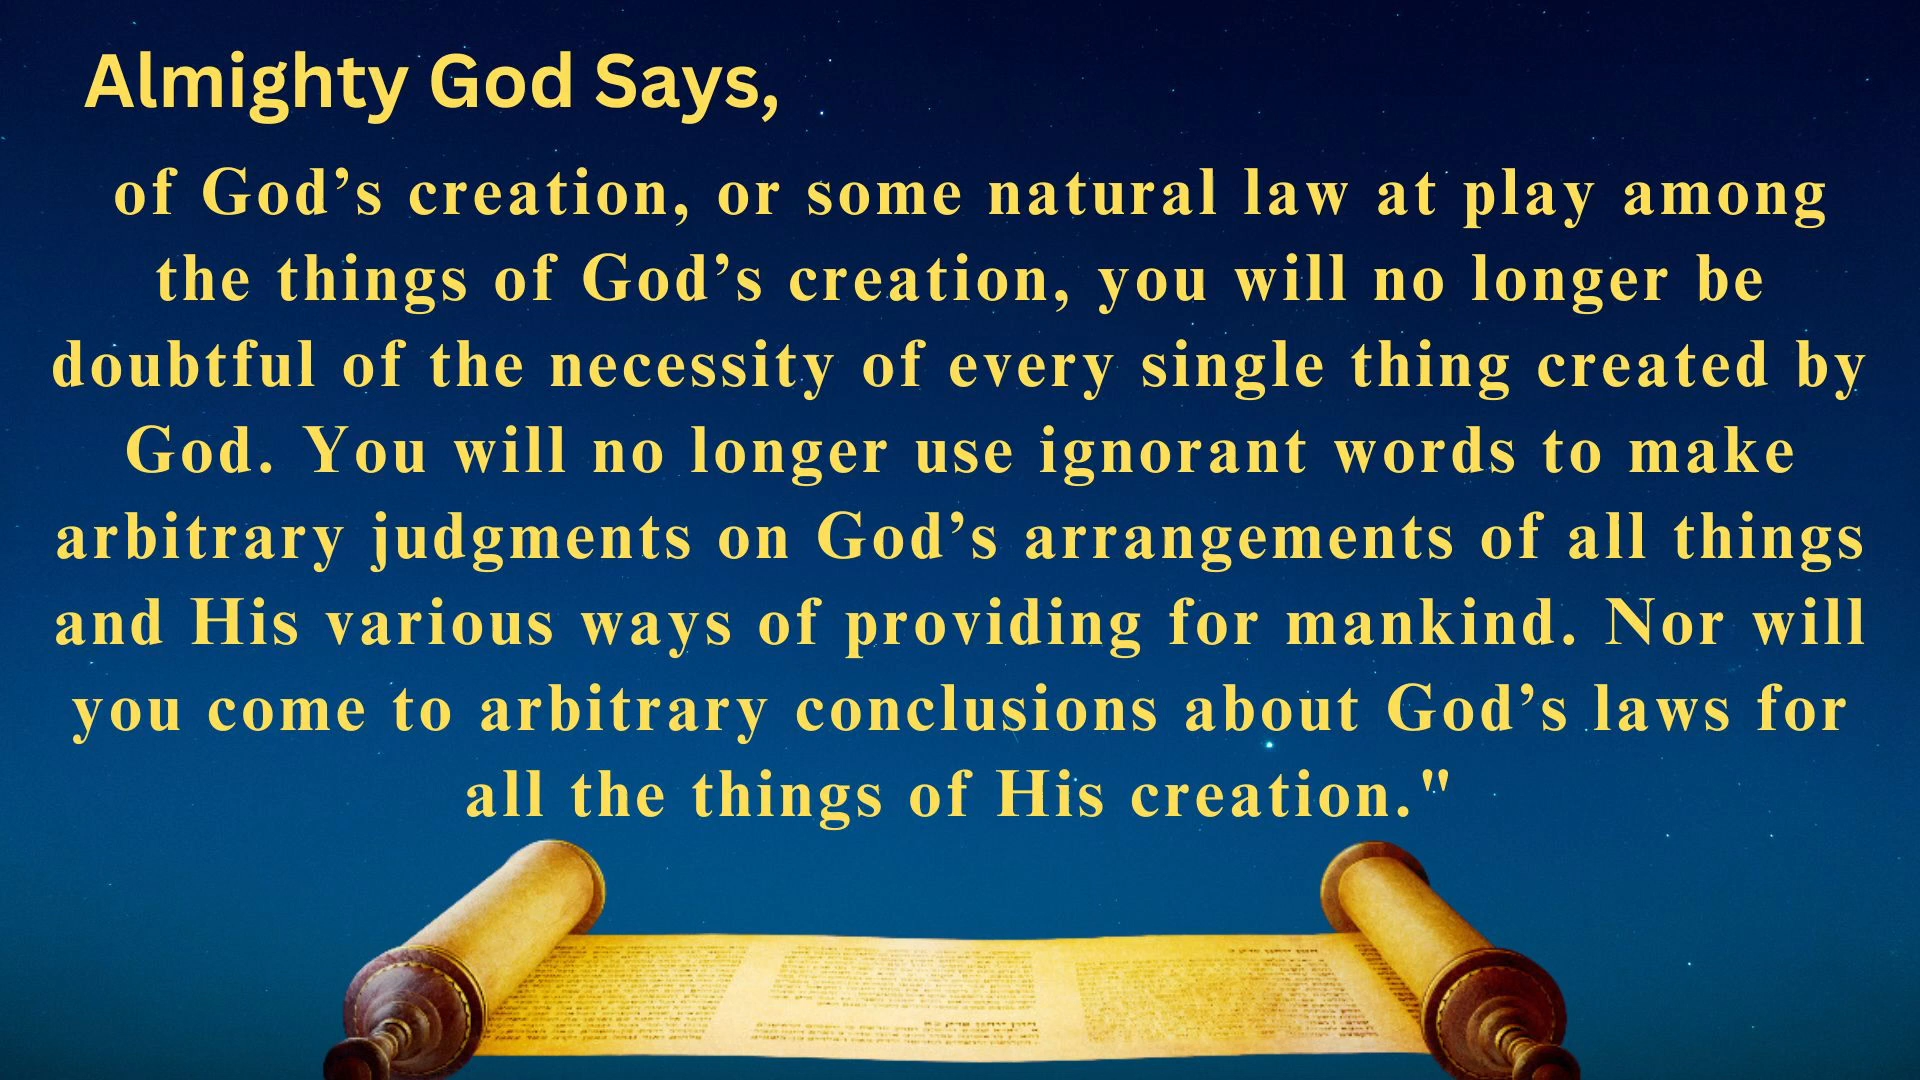 Almighty God Says,
of God’s creation, or some natural law at play among
the things of God’s creation, you will no longer be
doubtful of the necessity of every single thing created by
God. You will no longer use ignorant words to make
arbitrary judgments on God’s arrangements of all things
and His various ways of providing for mankind. Nor will
you come to arbitrary conclusions about God’s laws for
all the things of His creation."